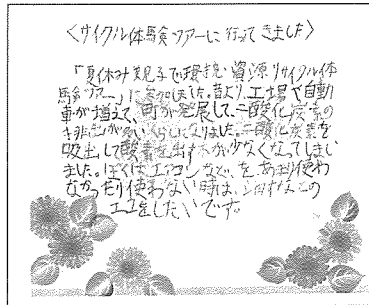 〈サイクル体験ツアーに行ってきました〉
「夏休み親子で環境・資源リサイクル体
験ツアー」に参加しました。昔より、工場や自動
車が増えて、町が発展して、二酸化炭素の
排出が多くなりました。二酸化炭素を
吸出して酸素を出す木が少なくなってしまい
ました。ぼくはエアコンなどを、あまり使わ
なかったり使わない時は、消すなどの
エコをしたいです。